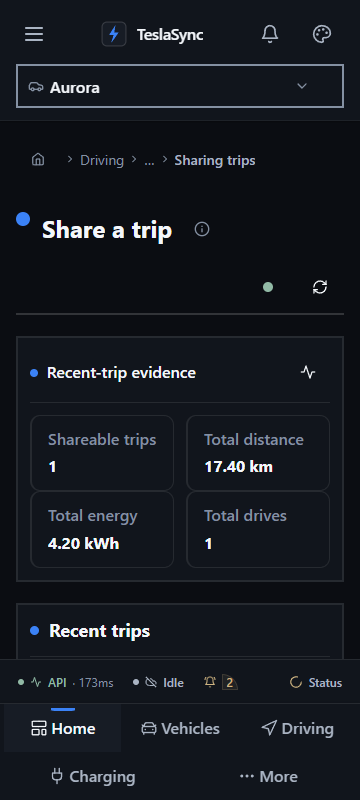 TeslaSync
Aurora
Driving ... Sharing trips
Share a trip
Recent-trip evidence
Shareable trips
1
Total distance
17.40 km
Total energy
4.20 kWh
Total drives
1
Recent trips
API · 173ms Idle 2 Status
Home Vehicles Driving
Charging More